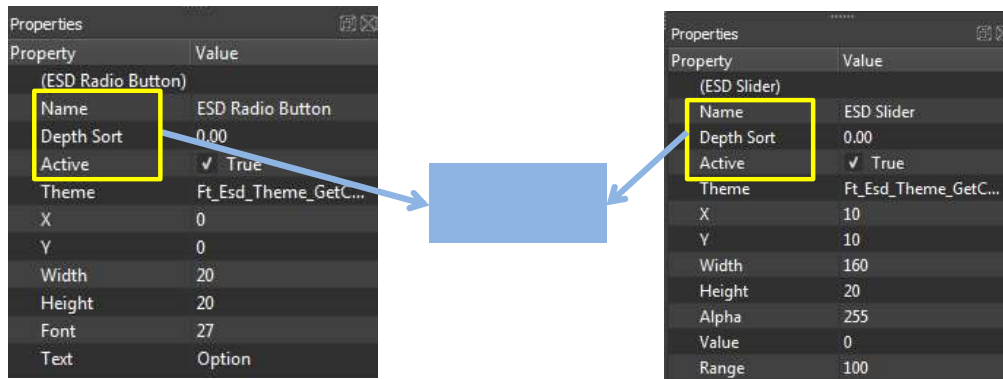 Properties
Property Value
(ESD Radio Button)
Name ESD Radio Button
Depth Sort 0.00
Active True
Theme Ft_Esd_Theme_GetC...
X 0
Y 0
Width 20
Height 20
Font 27
Text Option
Properties
Property Value
(ESD Slider)
Name ESD Slider
Depth Sort 0.00
Active True
Theme Ft_Esd_Theme_GetC...
X 10
Y 10
Width 160
Height 20
Alpha 255
Value 0
Range 100